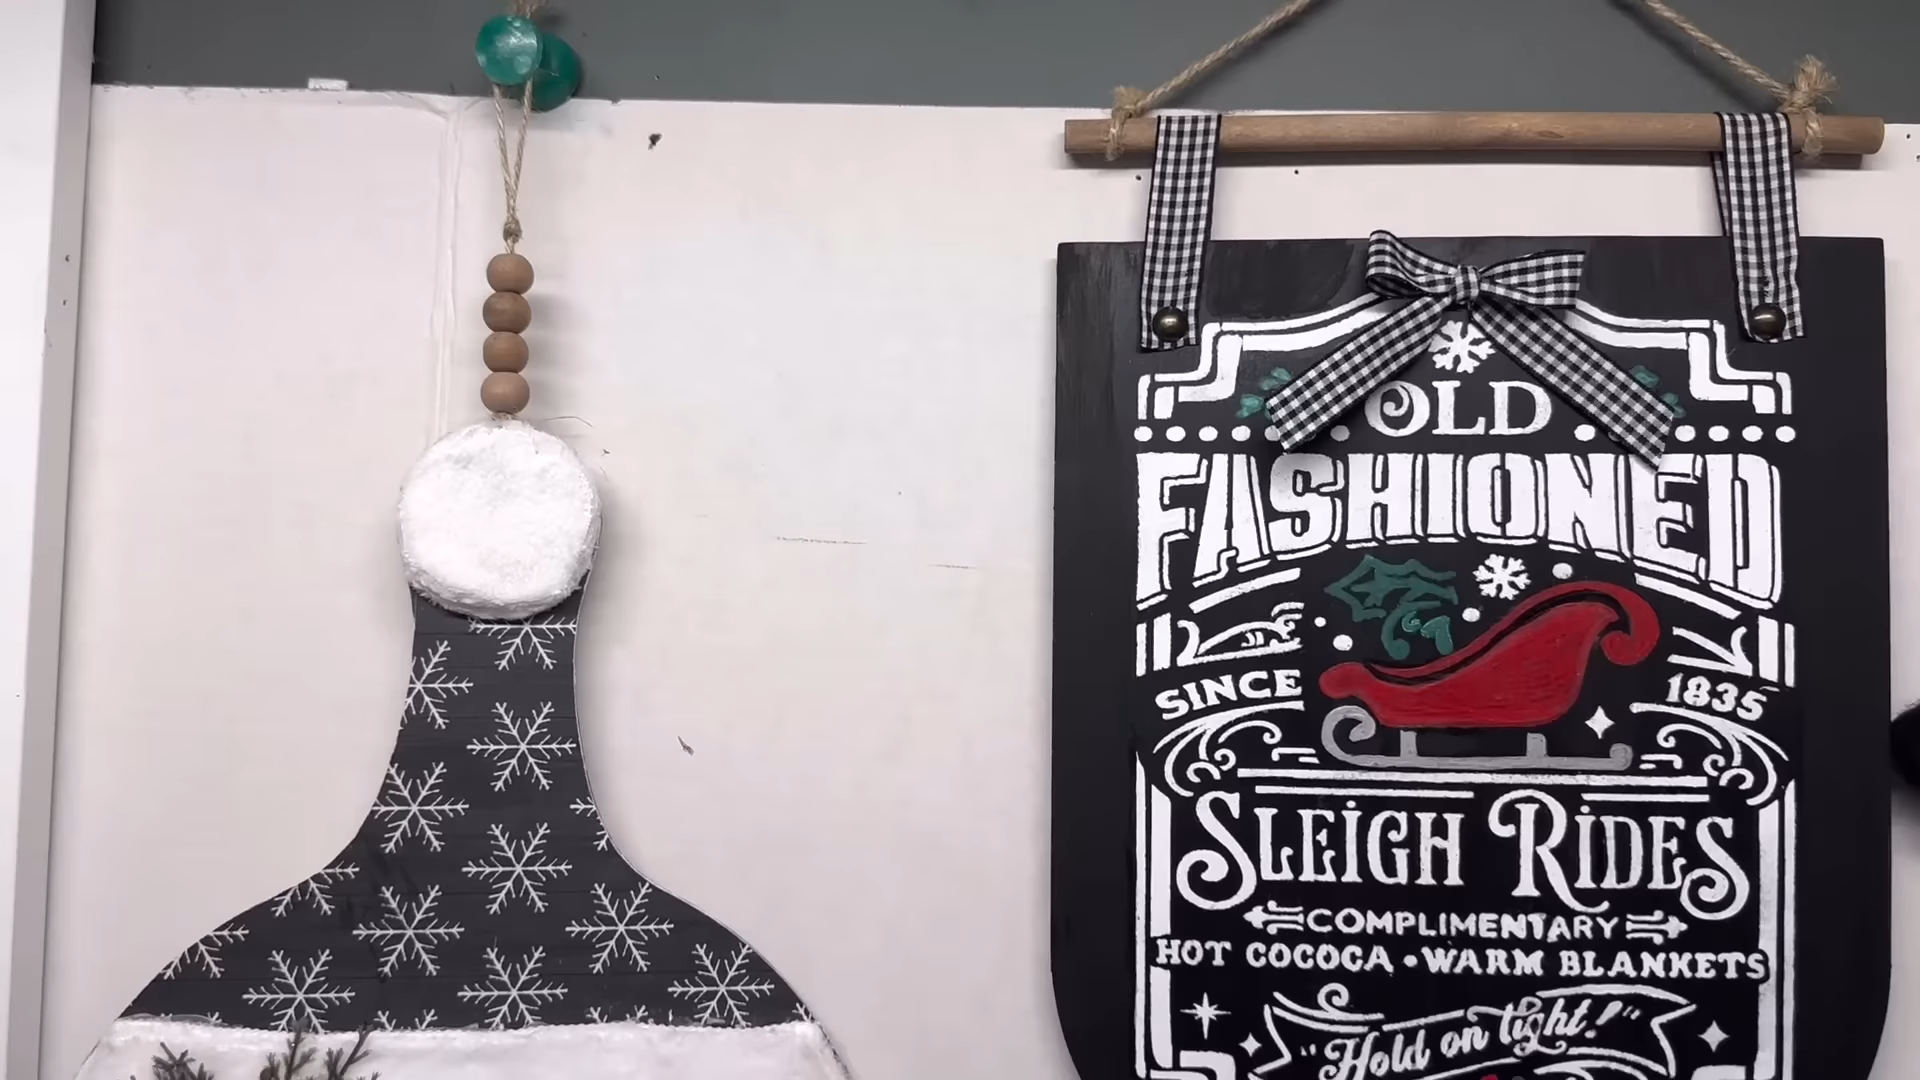 OLD
FASHIONED
SINCE 1835
SLEIGH RIDES
COMPLIMENTARY
HOT COCOCA • WARM BLANKETS
"Hold on tight!"